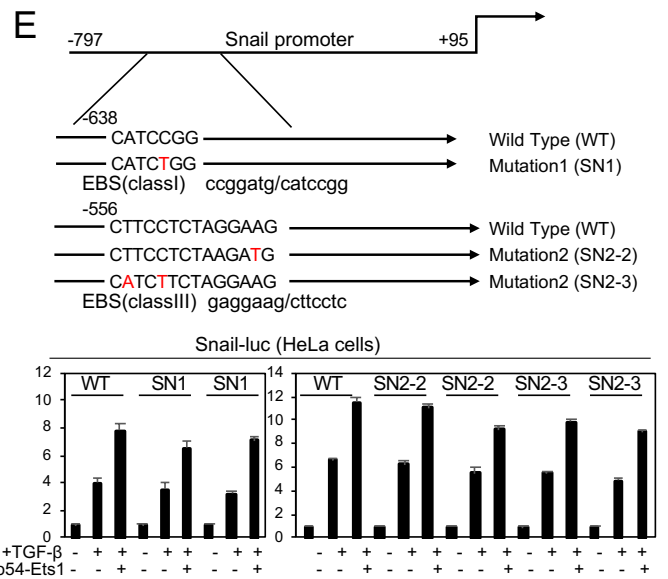 E
-797 Snail promoter +95
-638
CATCCGG Wild Type (WT)
CATCTGG Mutation1 (SN1)
EBS(classI) ccggatg/catccgg
-556
CTTCCTCTAGGAAG Wild Type (WT)
CTTCCTCTAAGATG Mutation2 (SN2-2)
CATCTTCTAGGAAG Mutation2 (SN2-3)
EBS(classIII) gaggaag/cttcctc
Snail-luc (HeLa cells)
WT SN1 SN1 WT SN2-2 SN2-2 SN2-3 SN2-3
12 14
10 12
8 10
6 8
4 6
2 4
0 2
0
+TGF-β - + + - + + - + + - + + - + + - + + - + + - + +
p54-Ets1 - - + - - + - - + - - + - - + - - + - - + - - +